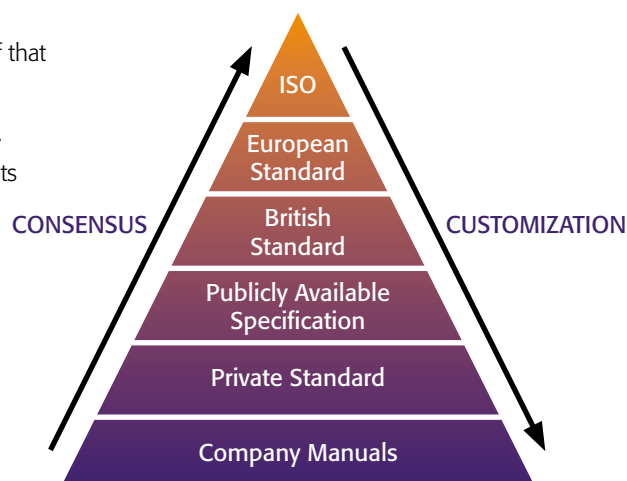 f that
ts
ISO
European
Standard
CONSENSUS
British
Standard
CUSTOMIZATION
Publicly Available
Specification
Private Standard
Company Manuals